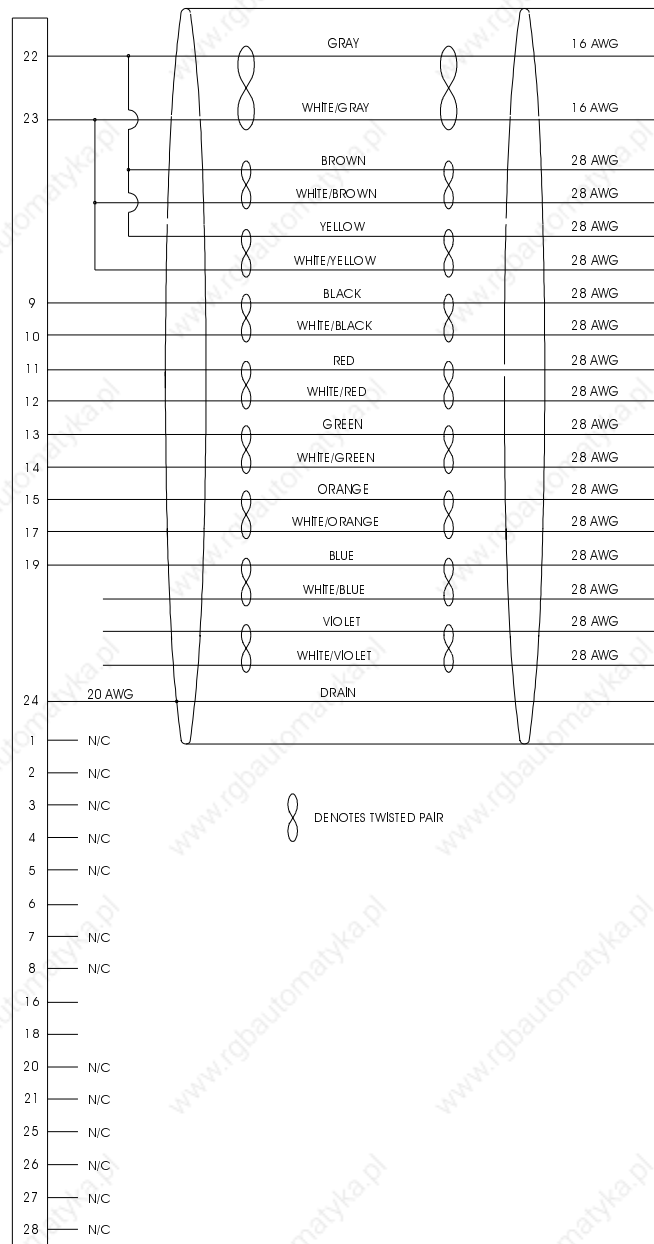 22 GRAY 16 AWG
23 WHITE/GRAY 16 AWG
BROWN 28 AWG
WHITE/BROWN 28 AWG
YELLOW 28 AWG
WHITE/YELLOW 28 AWG
9 BLACK 28 AWG
10 WHITE/BLACK 28 AWG
11 RED 28 AWG
12 WHITE/RED 28 AWG
13 GREEN 28 AWG
14 WHITE/GREEN 28 AWG
15 ORANGE 28 AWG
17 WHITE/ORANGE 28 AWG
19 BLUE 28 AWG
WHITE/BLUE 28 AWG
VIOLET 28 AWG
WHITE/VIOLET 28 AWG
24 20 AWG DRAIN
1 N/C
2 N/C
3 N/C
DENOTES TWISTED PAIR
4 N/C
5 N/C
6
7 N/C
8 N/C
16
18
20 N/C
21 N/C
25 N/C
26 N/C
27 N/C
28 N/C
www.rgbautomatyka.pl